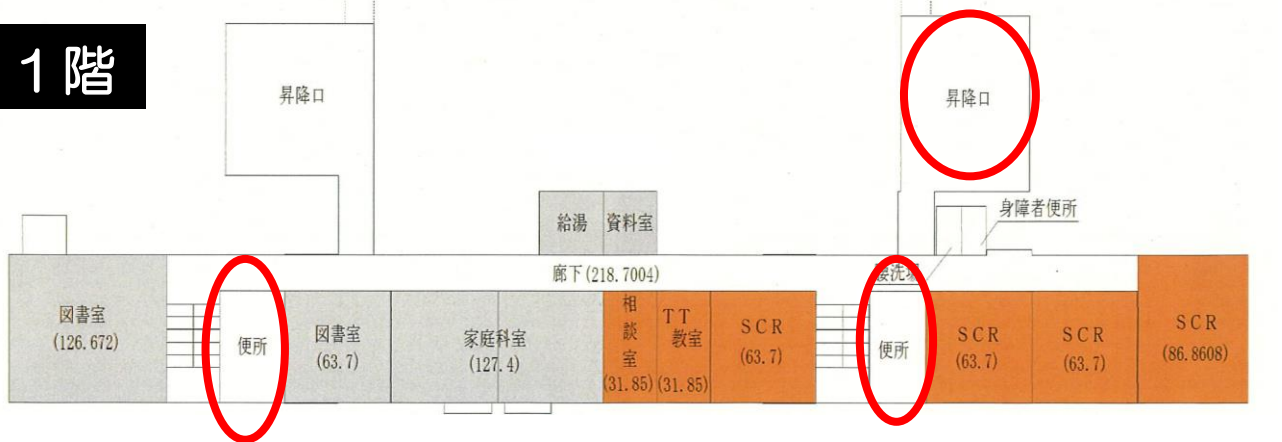 1階
昇降口
昇降口
給湯
資料室
身障者便所
廊下(218.7004)
図書室
(126.672)
便所
図書室
(63.7)
家庭科室
(127.4)
相談室
(31.85)
TT
教室
(31.85)
SCR
(63.7)
便所
SCR
(63.7)
SCR
(63.7)
SCR
(86.8608)